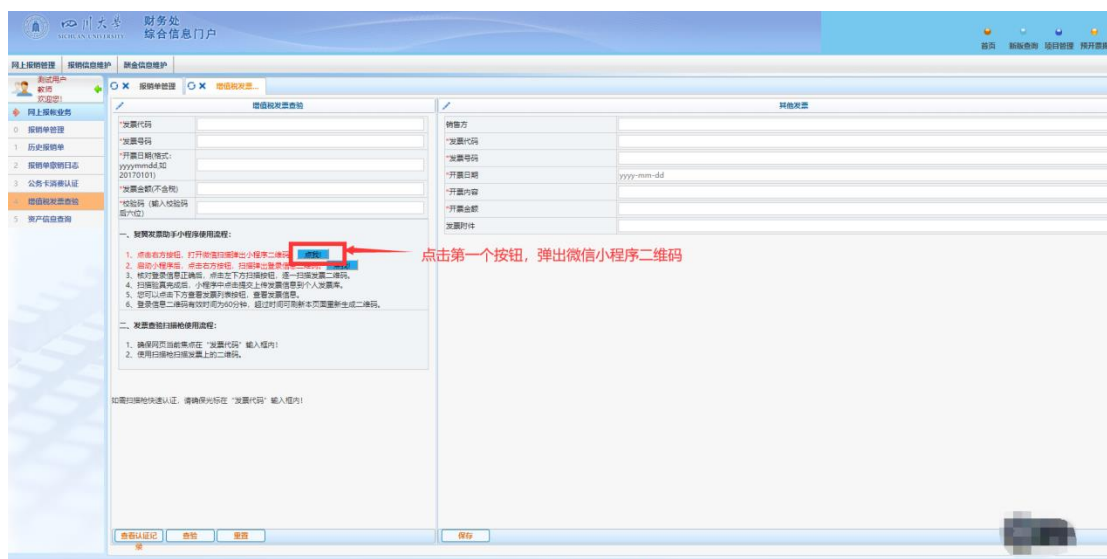 四川大学
SICHUAN UNIVERSITY
财务处
综合信息门户
首页 新版查询 项目管理 预开票据
网上报销管理 报销信息维护 酬金信息维护
测试用户
教师
欢迎您!
报销单管理 增值税发票...
网上报账业务
0 报销单管理
1 历史报销单
2 报销单撤销日志
3 公务卡消费认证
4 增值税发票查验
5 资产信息查询
增值税发票查验
*发票代码
*发票号码
*开票日期(格式:
yyyymmdd,如
20170101)
*发票金额(不含税)
*校验码 (输入校验码
后六位)
其他发票
销售方
*发票代码
*发票号码
*开票日期 yyyy-mm-dd
*开票内容
*开票金额
发票附件
一、复翼发票助手小程序使用流程:
1、点击右方按钮, 打开微信扫描弹出小程序二维码。 点我!
2、启动小程序后, 点击右方按钮, 扫描弹出登录信息二维码。
3、核对登录信息正确后, 点击左下方扫描按钮, 逐一扫描发票二维码。
4、扫描验真完成后, 小程序中点击提交上传发票信息到个人发票库。
5、您可以点击下方查看发票列表按钮, 查看发票信息。
6、登录信息二维码有效时间为60分钟, 超过时间可刷新本页面重新生成二维码。
点击第一个按钮，弹出微信小程序二维码
二、发票查验扫描枪使用流程:
1、确保网页当前焦点在 "发票代码" 输入框内!
2、使用扫描枪扫描发票上的二维码。
如需扫描枪快速认证, 请确保光标在 "发票代码" 输入框内!
查看认证记录 查验 重置
保存